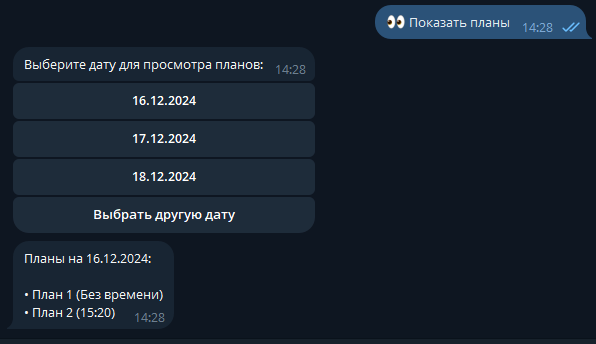 👀 Показать планы 14:28
Выберите дату для просмотра планов: 14:28
16.12.2024
17.12.2024
18.12.2024
Выбрать другую дату
Планы на 16.12.2024:
• План 1 (Без времени)
• План 2 (15:20) 14:28